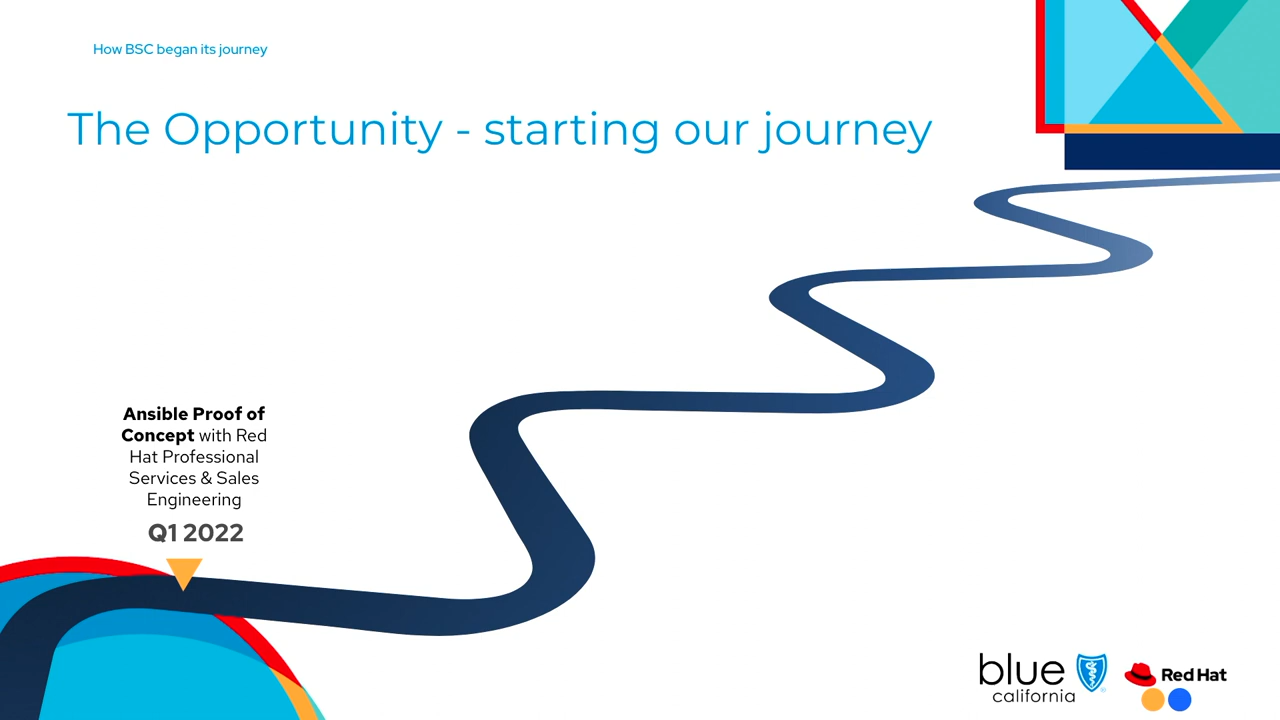 How BSC began its journey
The Opportunity - starting our journey
Ansible Proof of
Concept with Red
Hat Professional
Services & Sales
Engineering
Q1 2022
blue
california
Red Hat